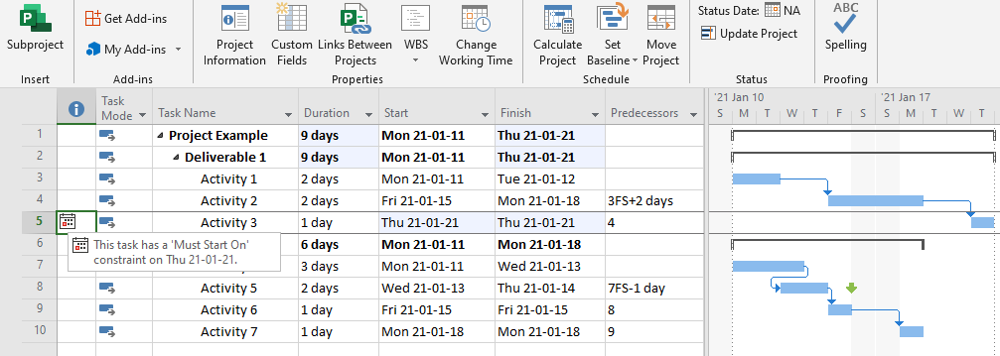 Subproject
Get Add-ins
My Add-ins
Project Information
Custom Fields
Links Between Projects
WBS
Change Working Time
Calculate Project
Set Baseline
Move Project
Status Date: NA
Update Project
ABC
Spelling
Insert
Add-ins
Properties
Schedule
Status
Proofing
Task Mode Task Name Duration Start Finish Predecessors
'21 Jan 10 '21 Jan 17
S M T W T F S S M T W T
1 Project Example 9 days Mon 21-01-11 Thu 21-01-21
2 Deliverable 1 9 days Mon 21-01-11 Thu 21-01-21
3 Activity 1 2 days Mon 21-01-11 Tue 21-01-12
4 Activity 2 2 days Fri 21-01-15 Mon 21-01-18 3FS+2 days
5 Activity 3 1 day Thu 21-01-21 Thu 21-01-21 4
This task has a 'Must Start On'
constraint on Thu 21-01-21.
6 6 days Mon 21-01-11 Mon 21-01-18
7 3 days Mon 21-01-11 Wed 21-01-13
8 Activity 5 2 days Wed 21-01-13 Thu 21-01-14 7FS-1 day
9 Activity 6 1 day Fri 21-01-15 Fri 21-01-15 8
10 Activity 7 1 day Mon 21-01-18 Mon 21-01-18 9